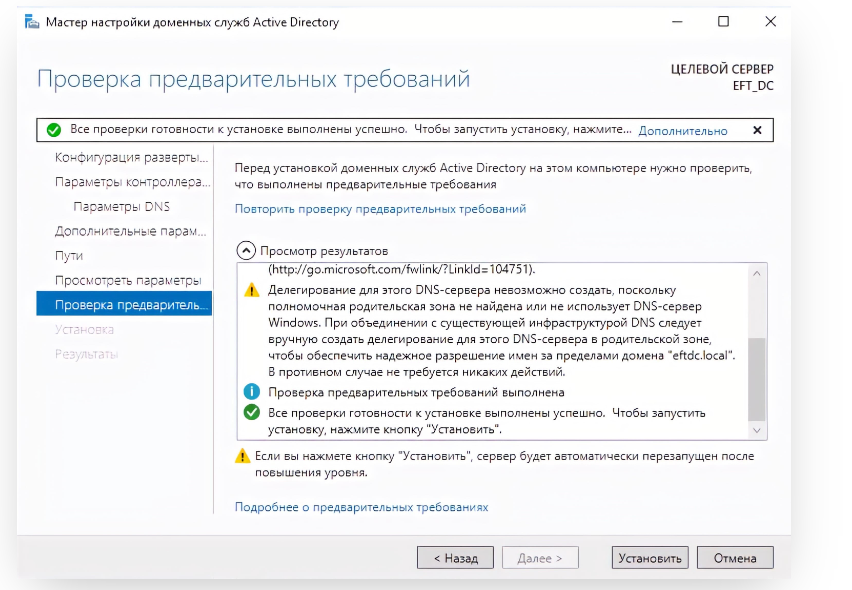 Мастер настройки доменных служб Active Directory
Проверка предварительных требований
ЦЕЛЕВОЙ СЕРВЕР
EFT_DC
Все проверки готовности к установке выполнены успешно. Чтобы запустить установку, нажмите... Дополнительно
Конфигурация разверты...
Параметры контроллера...
Параметры DNS
Дополнительные парам...
Пути
Просмотреть параметры
Проверка предваритель...
Установка
Результаты
Перед установкой доменных служб Active Directory на этом компьютере нужно проверить,
что выполнены предварительные требования
Повторить проверку предварительных требований
Просмотр результатов
(http://go.microsoft.com/fwlink/?LinkId=104751).
Делегирование для этого DNS-сервера невозможно создать, поскольку
полномочная родительская зона не найдена или не использует DNS-сервер
Windows. При объединении с существующей инфраструктурой DNS следует
вручную создать делегирование для этого DNS-сервера в родительской зоне,
чтобы обеспечить надежное разрешение имен за пределами домена "eftdc.local".
В противном случае не требуется никаких действий.
Проверка предварительных требований выполнена
Все проверки готовности к установке выполнены успешно. Чтобы запустить
установку, нажмите кнопку "Установить".
Если вы нажмете кнопку "Установить", сервер будет автоматически перезапущен после
повышения уровня.
Подробнее о предварительных требованиях
< Назад
Далее >
Установить
Отмена